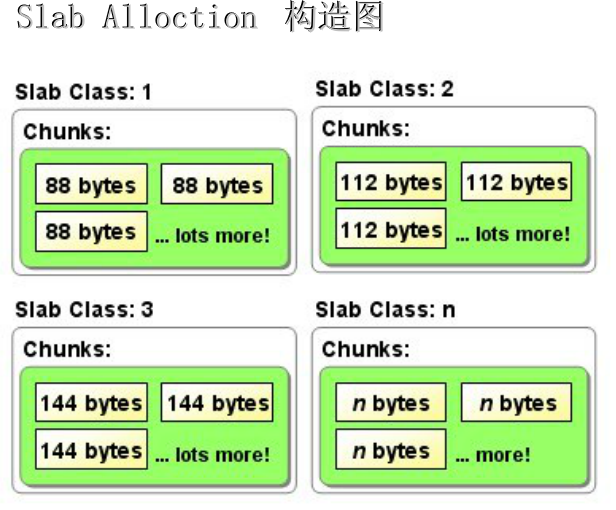 Slab Alloction 构造图
Slab Class: 1
Chunks:
88 bytes 88 bytes
88 bytes ... lots more!
Slab Class: 2
Chunks:
112 bytes 112 bytes
112 bytes ... lots more!
Slab Class: 3
Chunks:
144 bytes 144 bytes
144 bytes ... lots more!
Slab Class: n
Chunks:
n bytes n bytes
n bytes ... more!